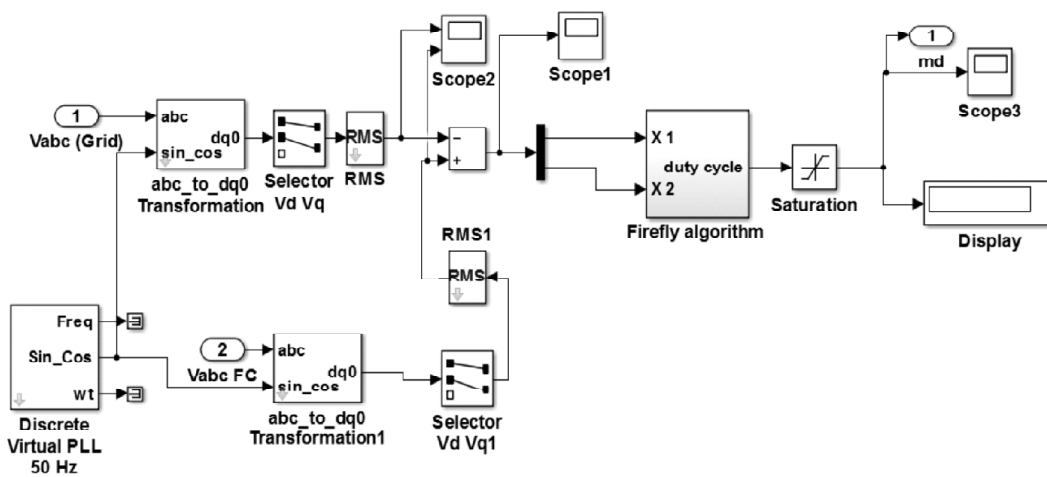 1
Vabc (Grid)
abc
dq0
sin_cos
abc_to_dq0
Transformation
Selector
Vd Vq
RMS
RMS
Scope2
−
+
Scope1
X 1
duty cycle
X 2
Firefly algorithm
Saturation
1
md
Scope3
Display
RMS1
RMS
Freq
Sin_Cos
wt
Discrete
Virtual PLL
50 Hz
2
Vabc FC
abc
dq0
sin_cos
abc_to_dq0
Transformation1
Selector
Vd Vq1